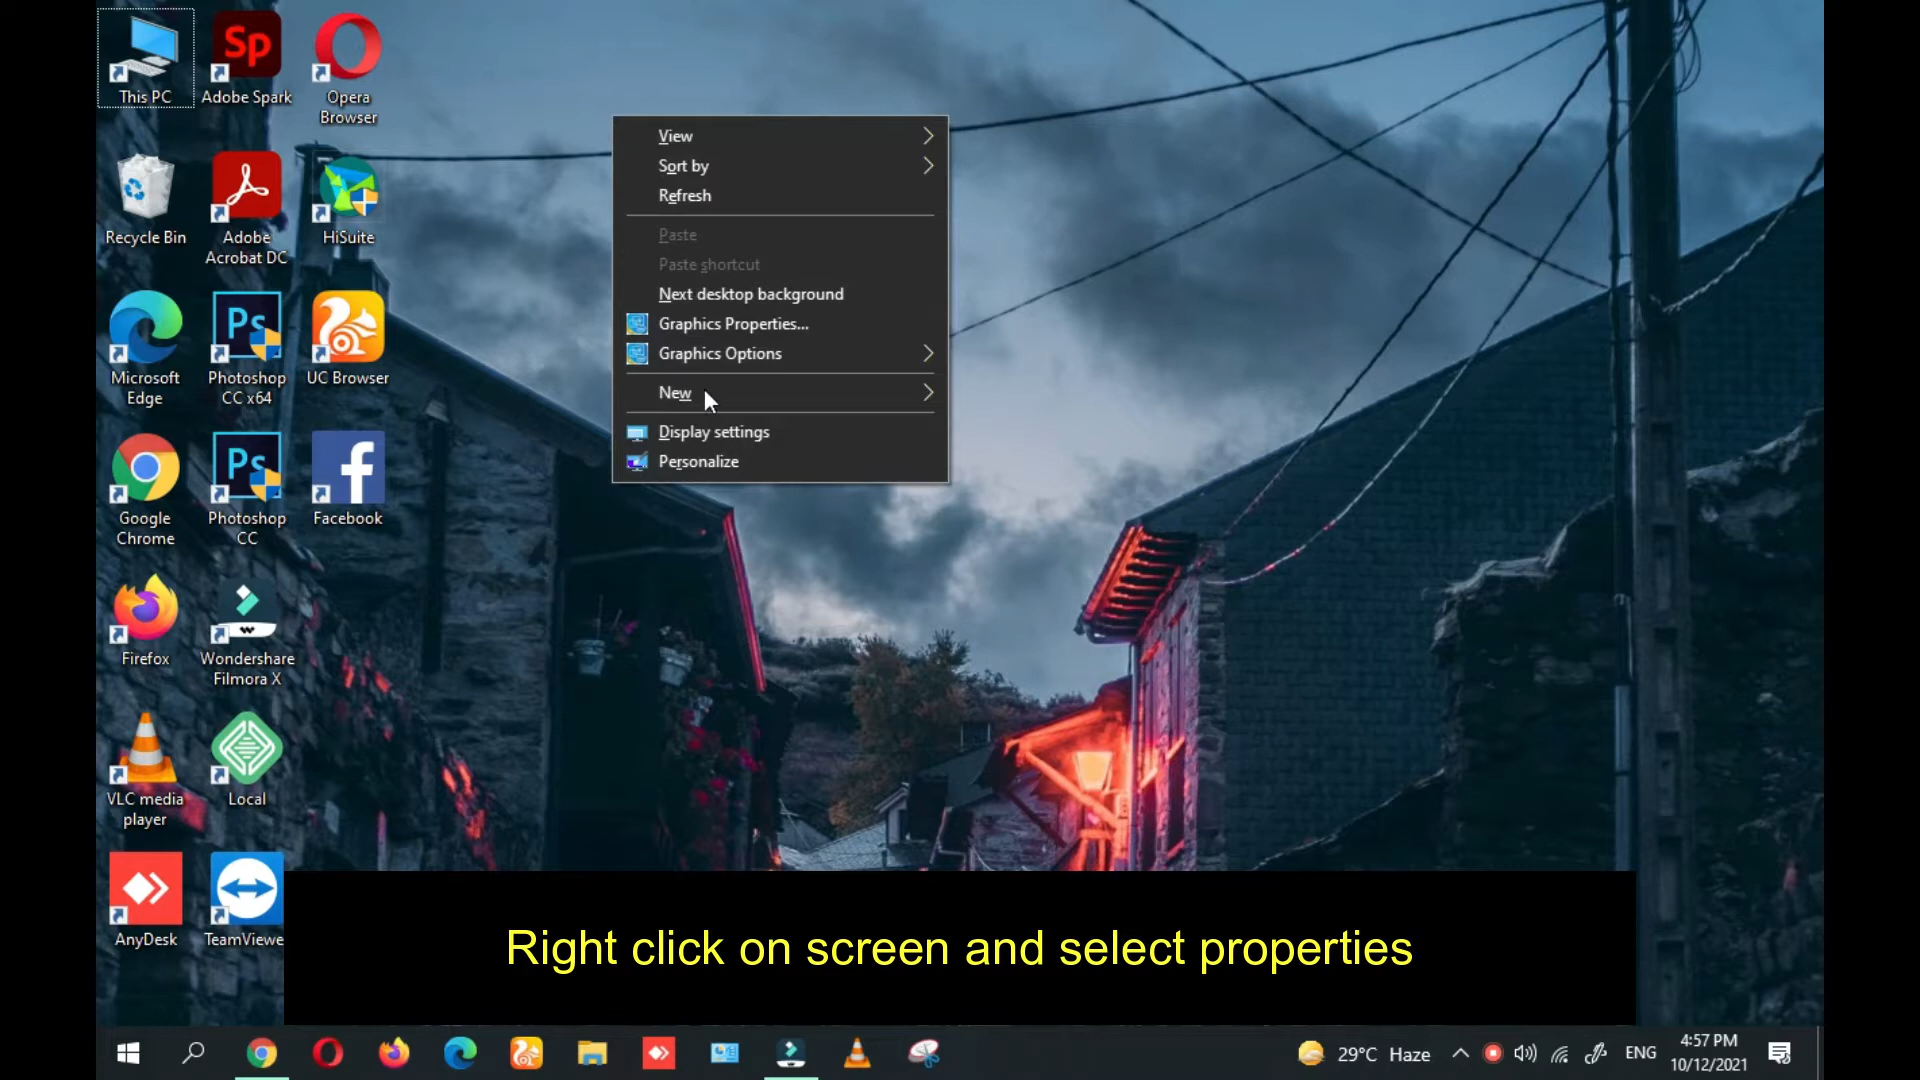 This PC
Adobe Spark
Opera
Browser
Recycle Bin
Adobe
Acrobat DC
HiSuite
Microsoft
Edge
Photoshop
CC x64
UC Browser
Google
Chrome
Photoshop
CC
Facebook
Firefox
Wondershare
Filmora X
VLC media
player
Local
AnyDesk
TeamViewe
Sp
Ps
Ps
View
Sort by
Refresh
Paste
Paste shortcut
Next desktop background
Graphics Properties...
Graphics Options
New
Display settings
Personalize
Right click on screen and select properties
29°C Haze
ENG
4:57 PM
10/12/2021